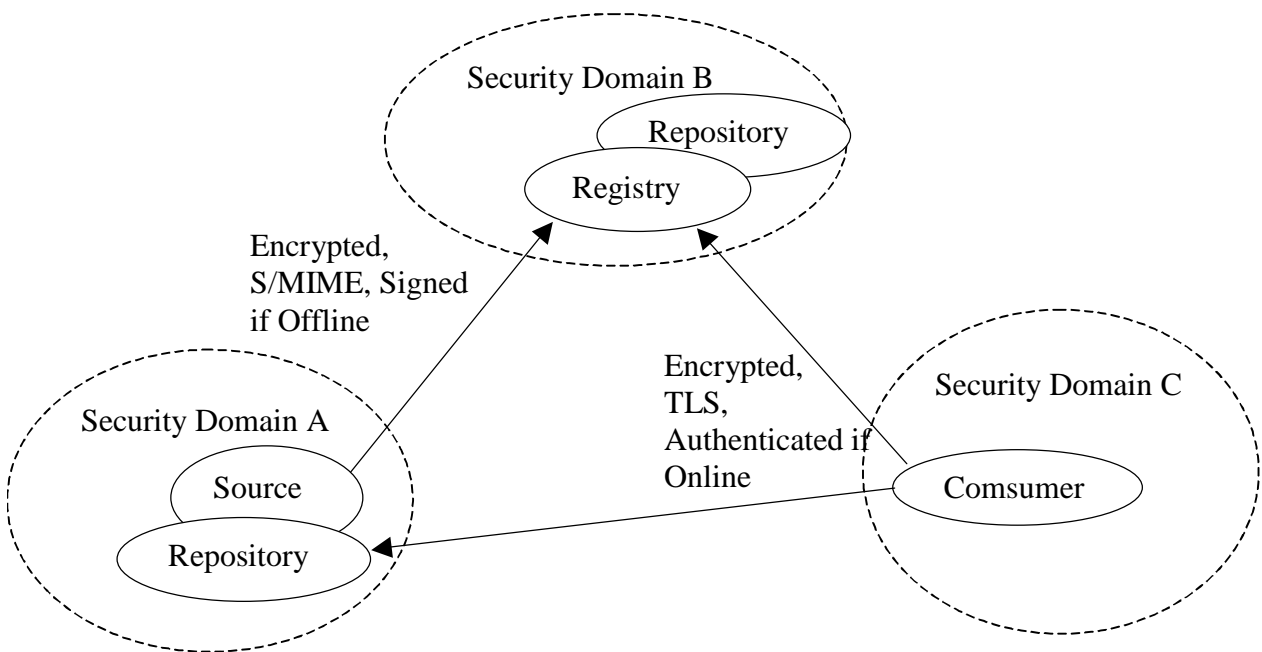 Security Domain B
Repository
Registry
Encrypted,
S/MIME, Signed
if Offline
Encrypted,
TLS,
Authenticated if
Online
Security Domain C
Comsumer
Security Domain A
Source
Repository